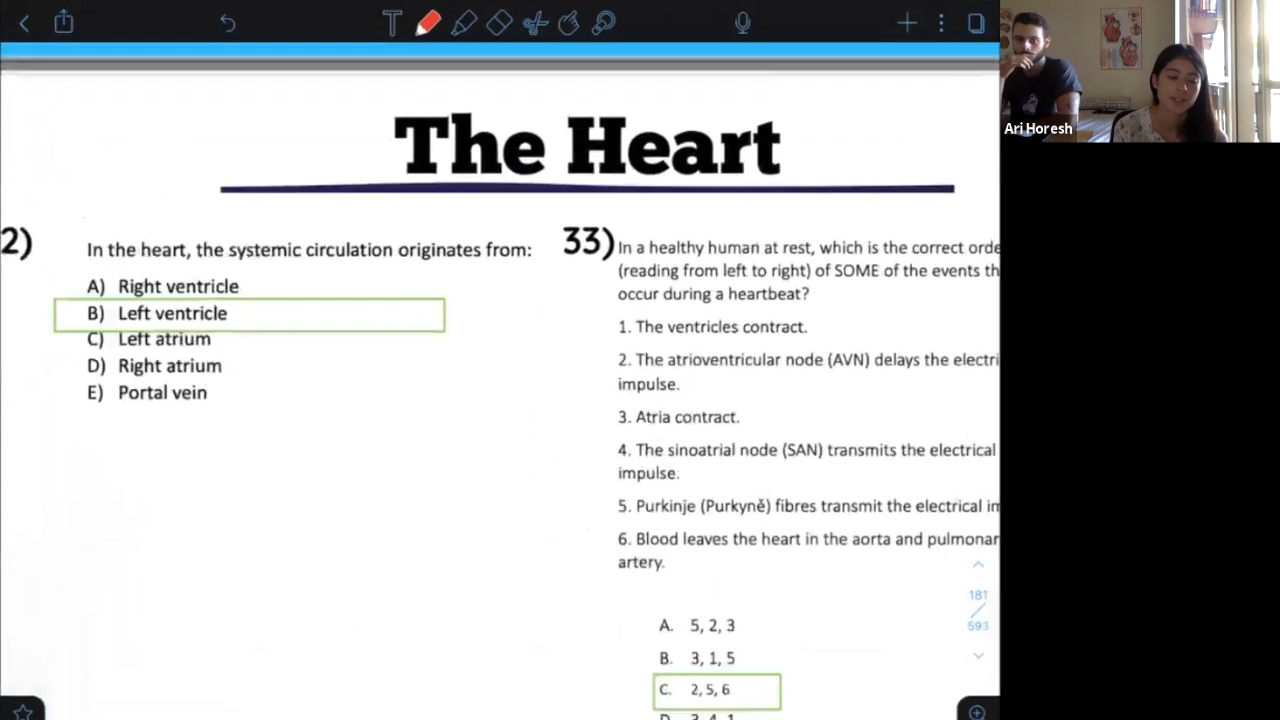 Ari Horesh
The Heart
2)
In the heart, the systemic circulation originates from:
A) Right ventricle
B) Left ventricle
C) Left atrium
D) Right atrium
E) Portal vein
33)
In a healthy human at rest, which is the correct orde
(reading from left to right) of SOME of the events th
occur during a heartbeat?
1. The ventricles contract.
2. The atrioventricular node (AVN) delays the electri
impulse.
3. Atria contract.
4. The sinoatrial node (SAN) transmits the electrical
impulse.
5. Purkinje (Purkyně) fibres transmit the electrical im
6. Blood leaves the heart in the aorta and pulmonar
artery.
A. 5, 2, 3
B. 3, 1, 5
C. 2, 5, 6
181
593